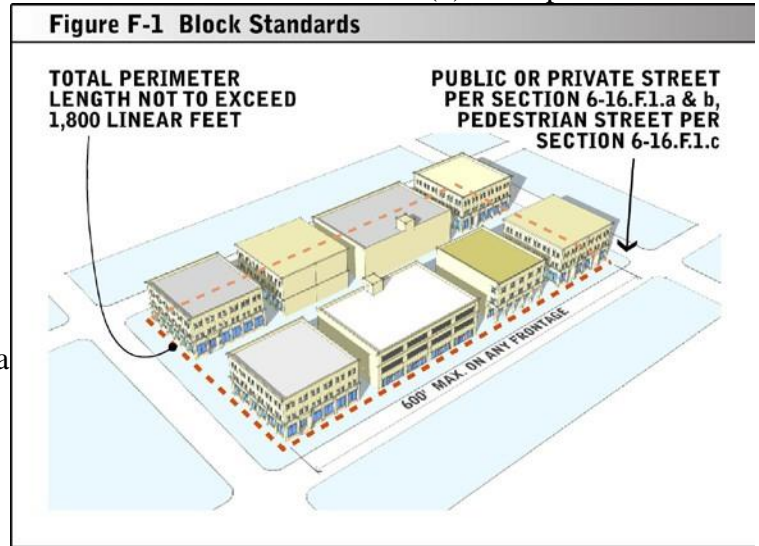 Figure F-1 Block Standards
TOTAL PERIMETER
LENGTH NOT TO EXCEED
1,800 LINEAR FEET
PUBLIC OR PRIVATE STREET
PER SECTION 6-16.F.1.a & b,
PEDESTRIAN STREET PER
SECTION 6-16.F.1.c
a
600' MAX. ON ANY FRONTAGE